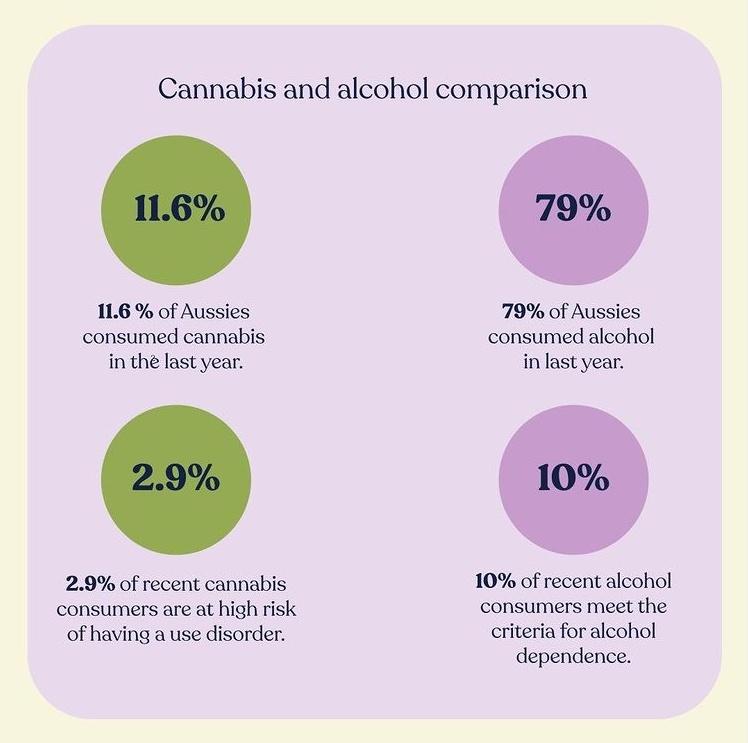 Cannabis and alcohol comparison
11.6%
79%
11.6 % of Aussies
consumed cannabis
in the last year.
79% of Aussies
consumed alcohol
in last year.
2.9%
10%
2.9% of recent cannabis
consumers are at high risk
of having a use disorder.
10% of recent alcohol
consumers meet the
criteria for alcohol
dependence.